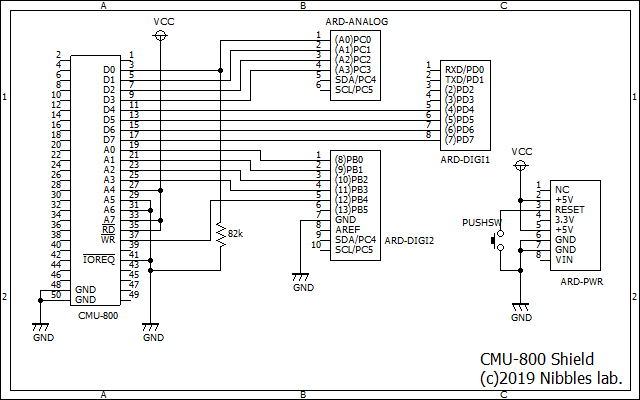 A B C
1 1
2 2
VCC
2 1
4 D0 3
6 D1 5
8 D2 7
10 D3 9
12 D4 11
14 D5 13
16 D6 15
18 D7 17
20 A0 19
22 A1 21
24 A2 23
26 A3 25
28 A4 27
30 A5 29
32 A6 31
34 A7 33
36 RD 35
38 WR 37
40 39
42 IOREQ 41
44 43
46 45
48 GND 47
50 GND 49
CMU-800
GND
GND
82k
ARD-ANALOG
1 (A0)PC0
2 (A1)PC1
3 (A2)PC2
4 (A3)PC3
5 SDA/PC4
6 SCL/PC5
1 RXD/PD0
2 TXD/PD1
3 (2)PD2
4 (3)PD3
5 (4)PD4
6 (5)PD5
7 (6)PD6
8 (7)PD7
ARD-DIGI1
1 (8)PB0
2 (9)PB1
3 (10)PB2
4 (11)PB3
5 (12)PB4
6 (13)PB5
7 GND
8 AREF
9 SDA/PC4
10 SCL/PC5
ARD-DIGI2
GND
VCC
PUSHSW
1 NC
2 +5V
3 RESET
4 3.3V
5 +5V
6 GND
7 GND
8 VIN
ARD-PWR
GND
CMU-800 Shield
(c)2019 Nibbles lab.
A B C